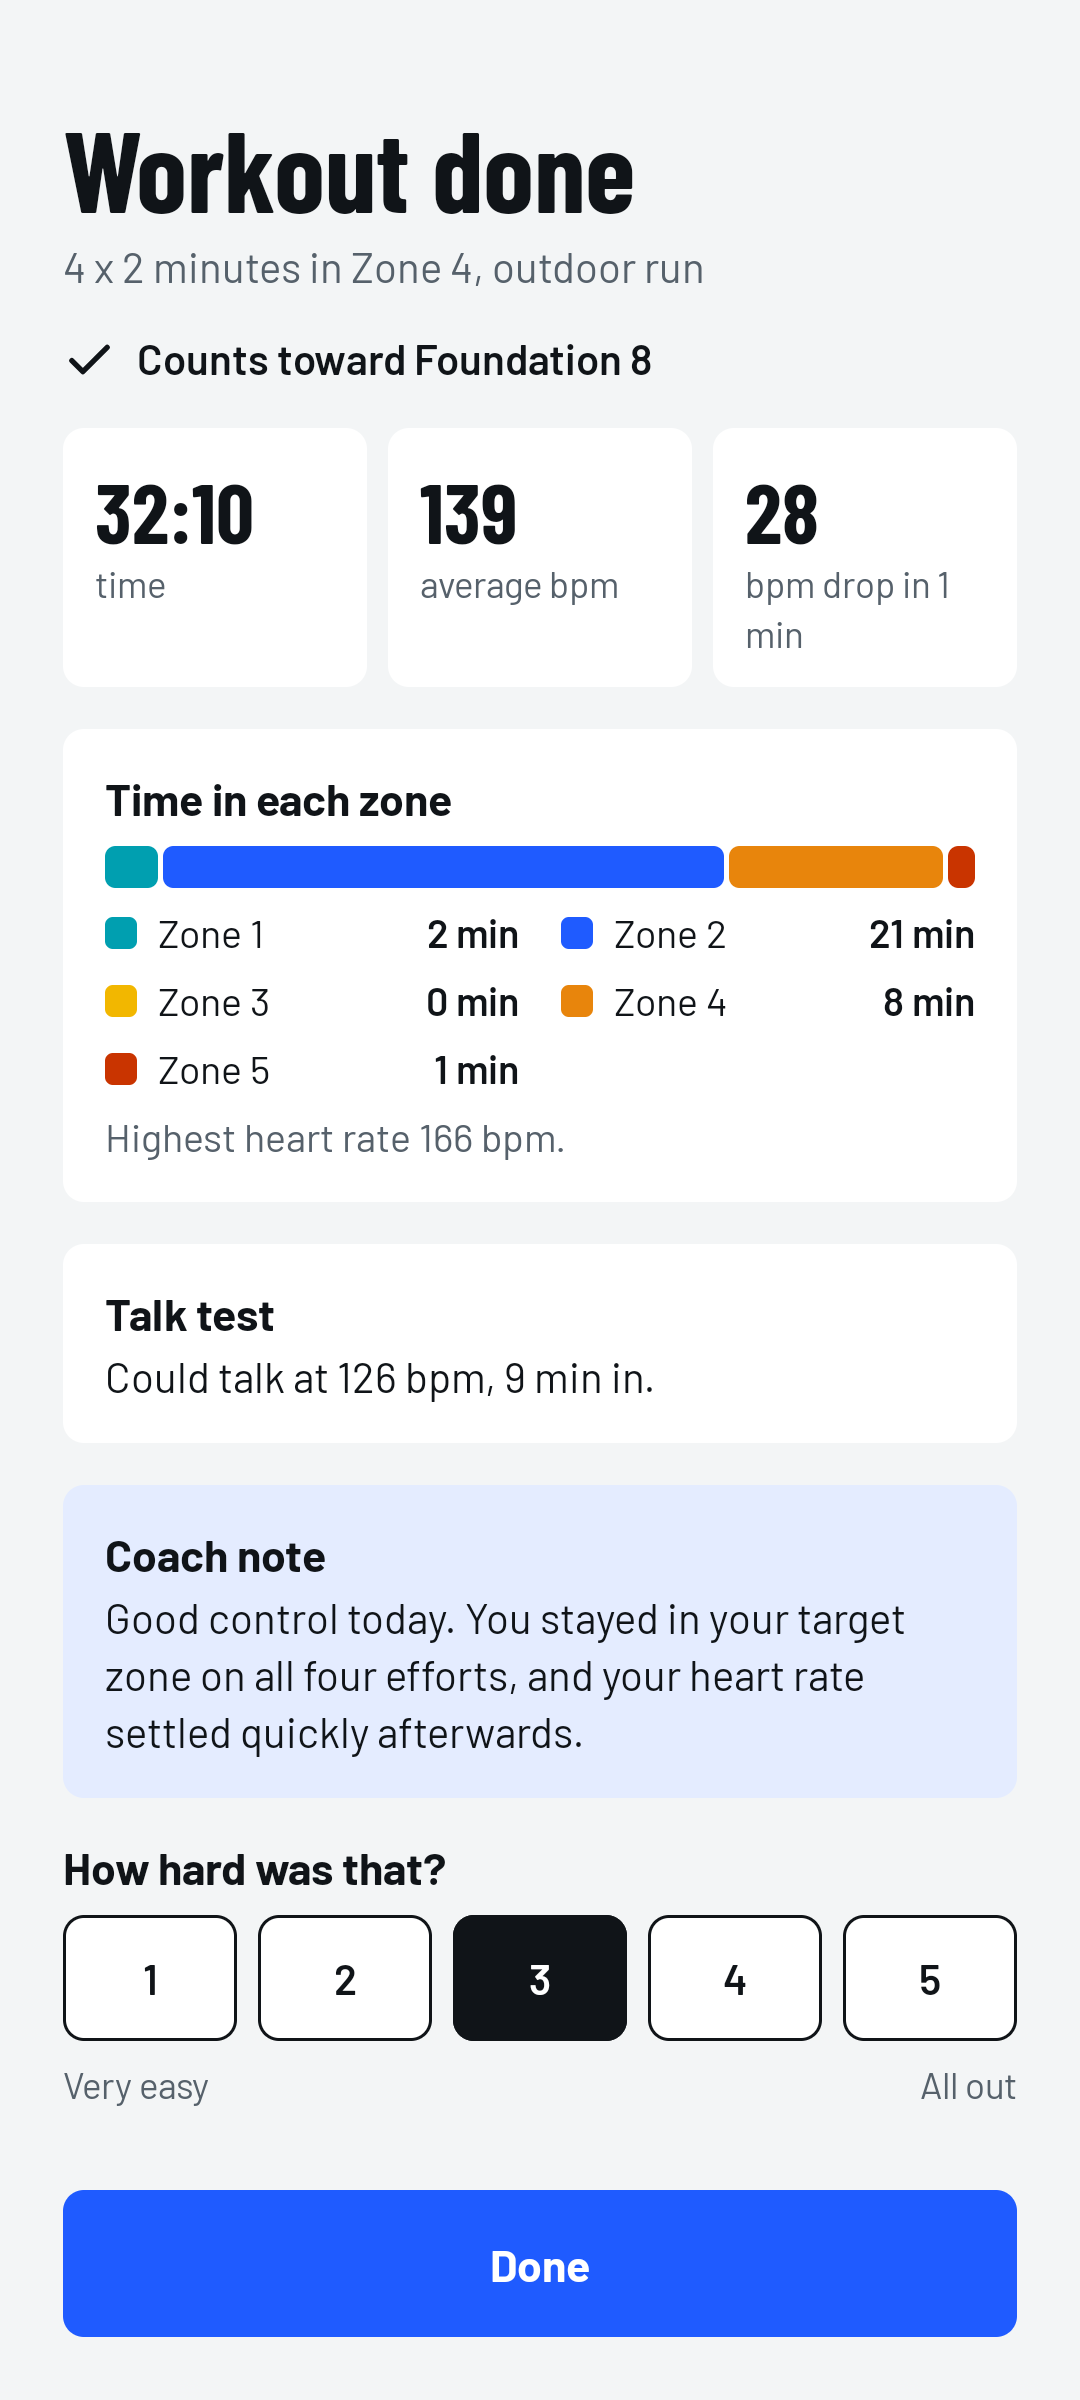 Workout done
4 x 2 minutes in Zone 4, outdoor run
Counts toward Foundation 8
32:10
time
139
average bpm
28
bpm drop in 1
min
Time in each zone
Zone 1 2 min
Zone 2 21 min
Zone 3 0 min
Zone 4 8 min
Zone 5 1 min
Highest heart rate 166 bpm.
Talk test
Could talk at 126 bpm, 9 min in.
Coach note
Good control today. You stayed in your target
zone on all four efforts, and your heart rate
settled quickly afterwards.
How hard was that?
1 2 3 4 5
Very easy All out
Done